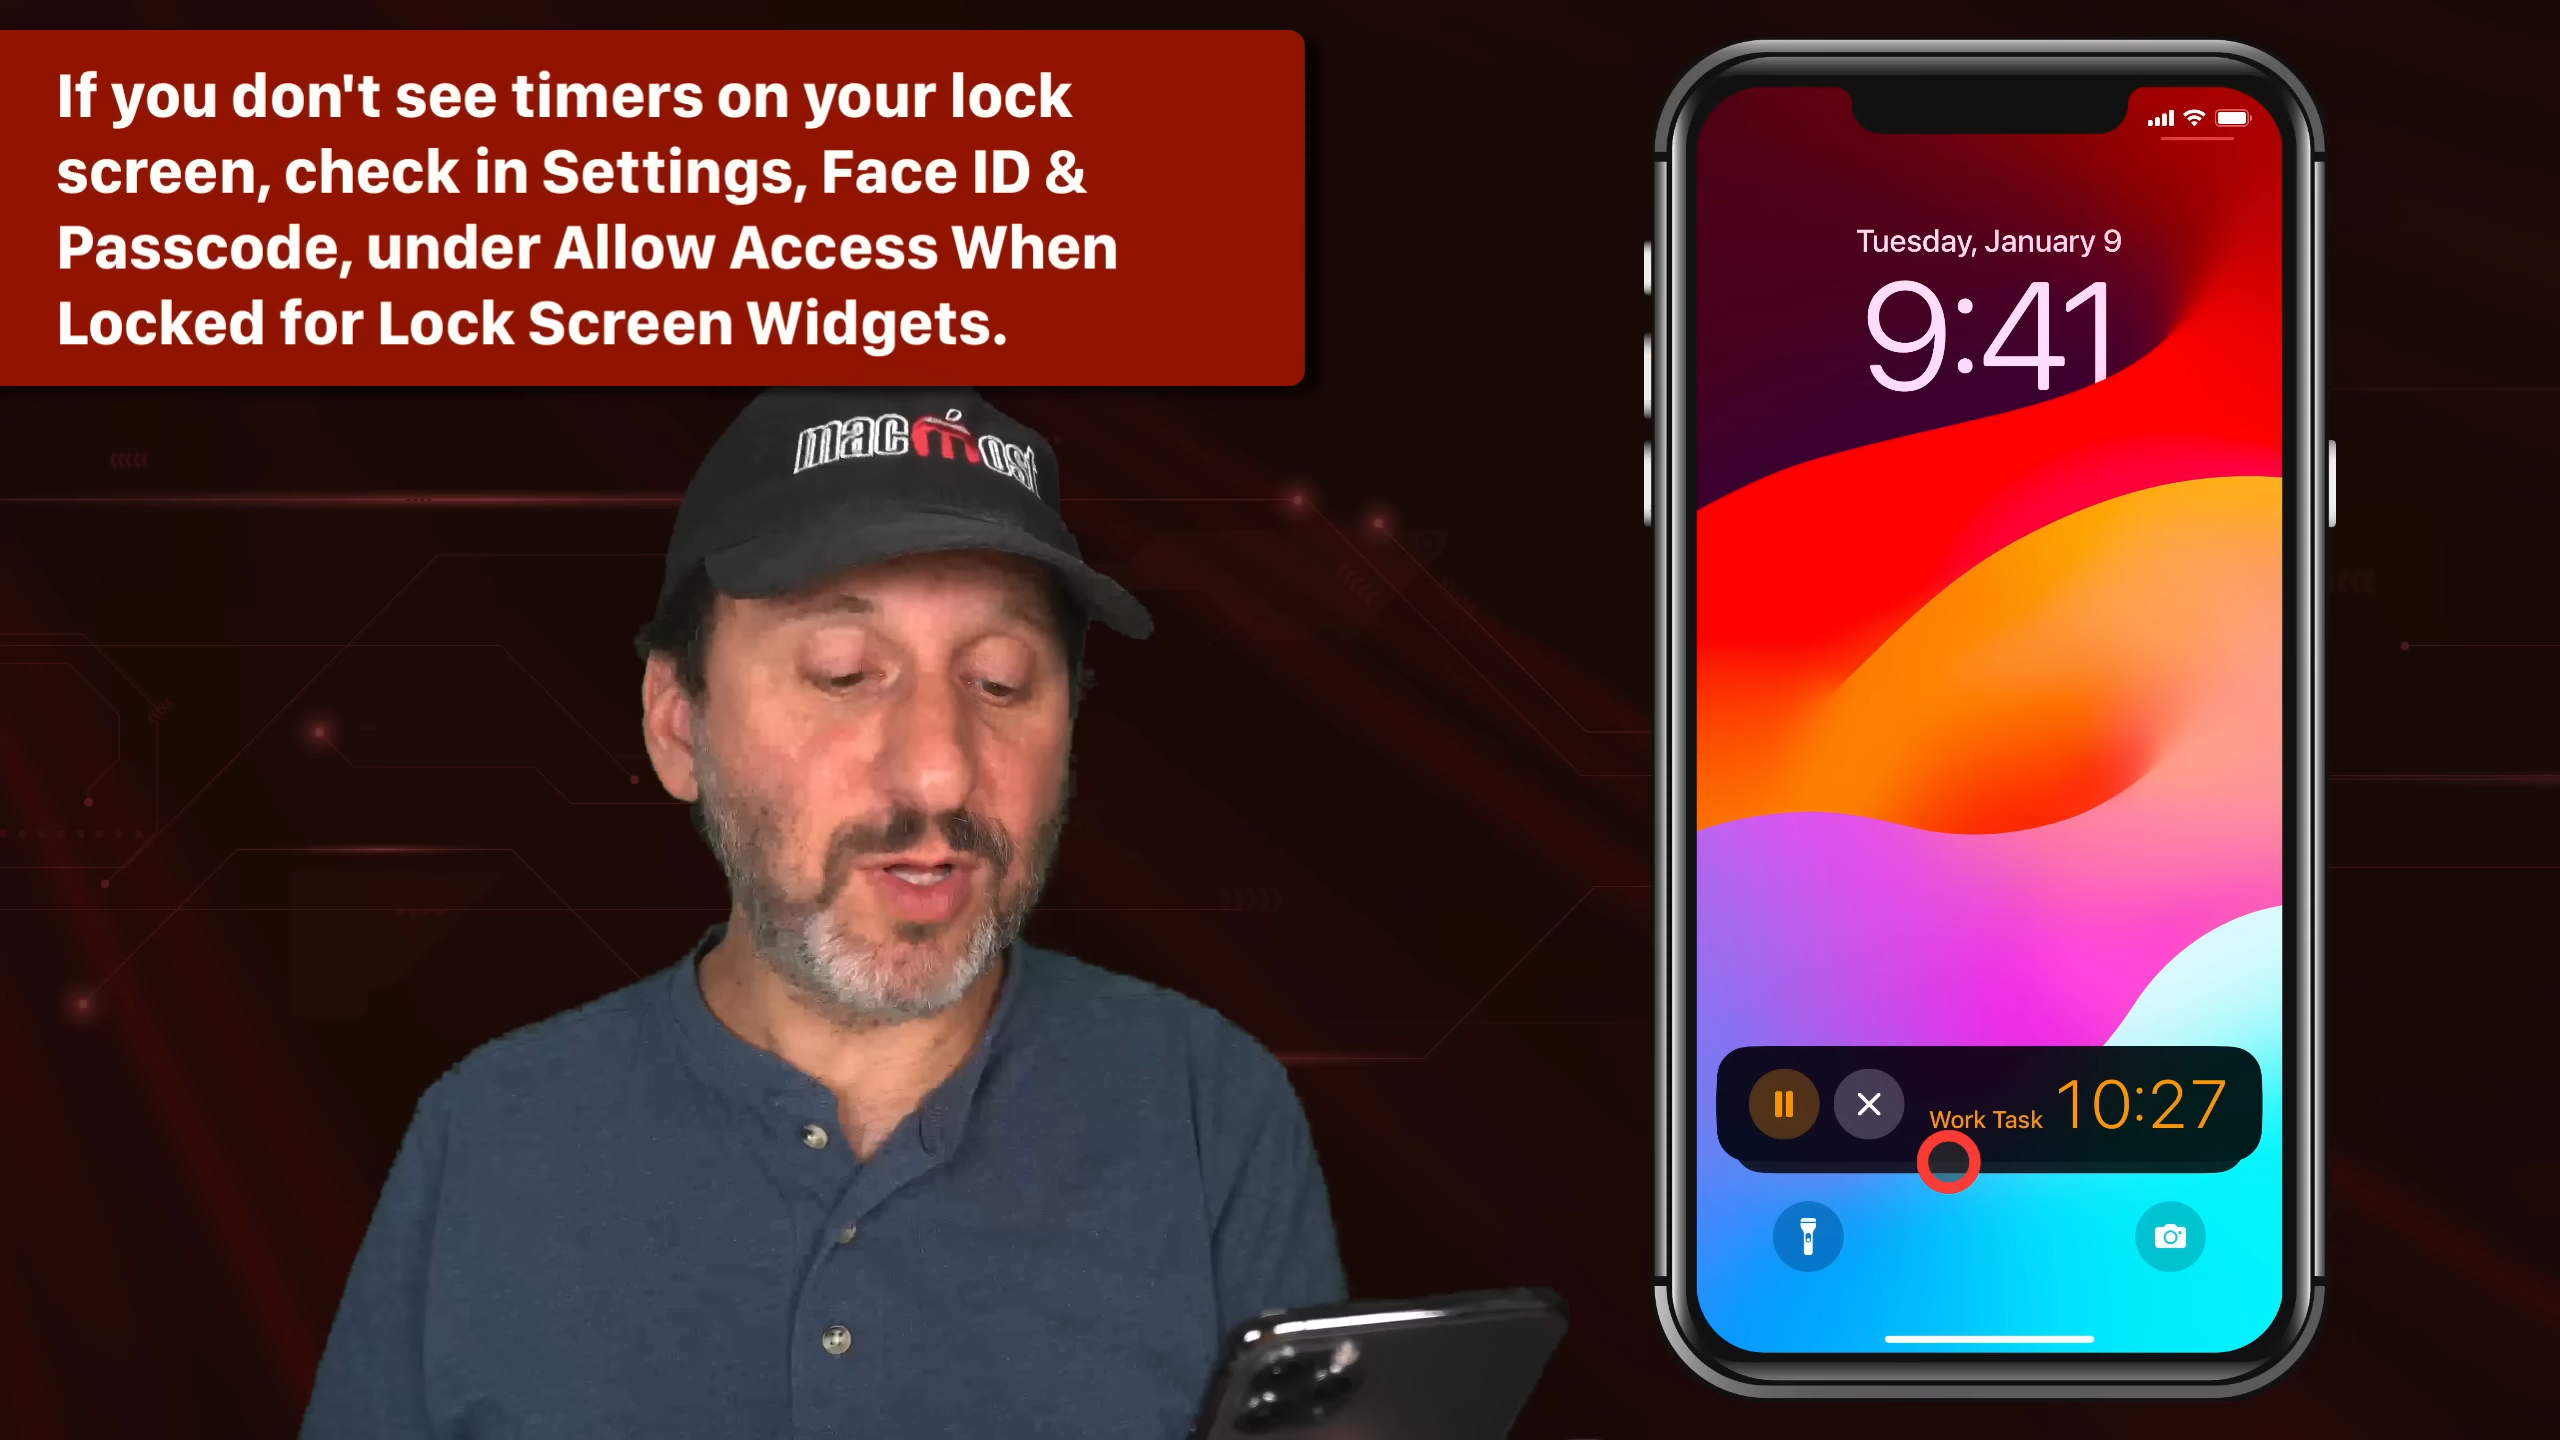 If you don't see timers on your lock
screen, check in Settings, Face ID &
Passcode, under Allow Access When
Locked for Lock Screen Widgets.
macmost
Tuesday, January 9
9:41
Work Task 10:27